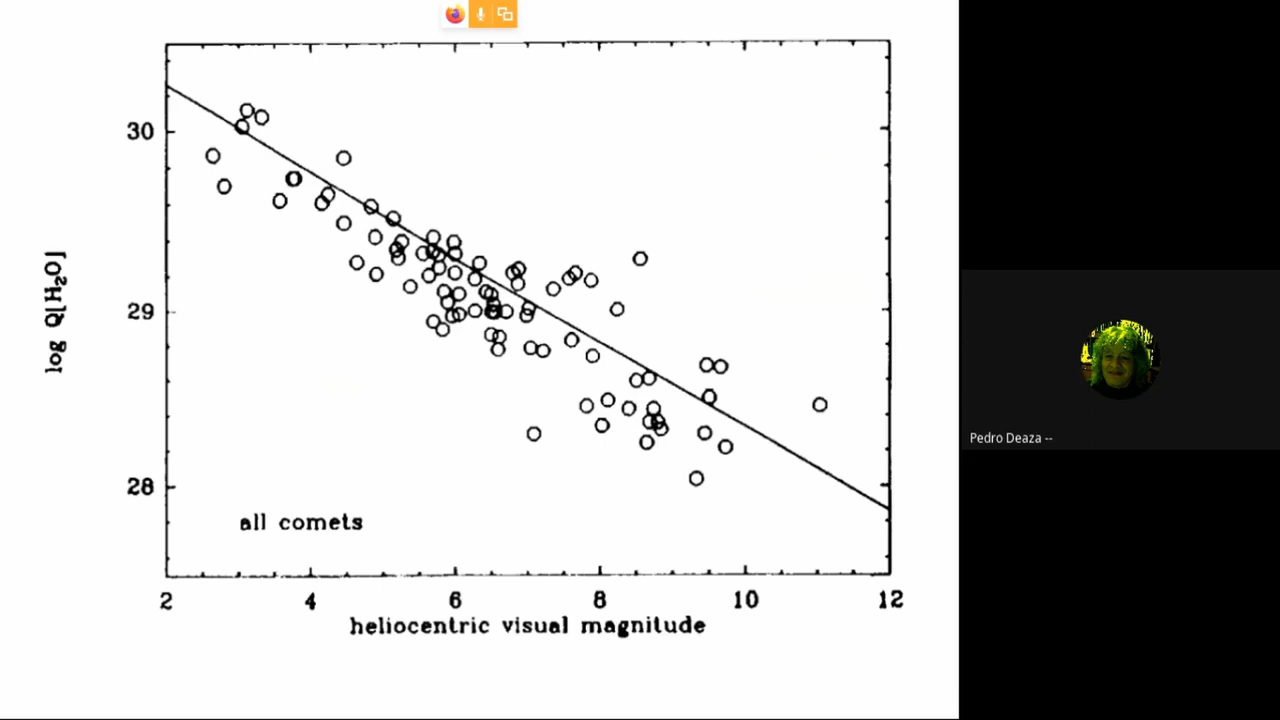 30
29
28
log Q[H2O]
all comets
2 4 6 8 10 12
heliocentric visual magnitude
Pedro Deaza --